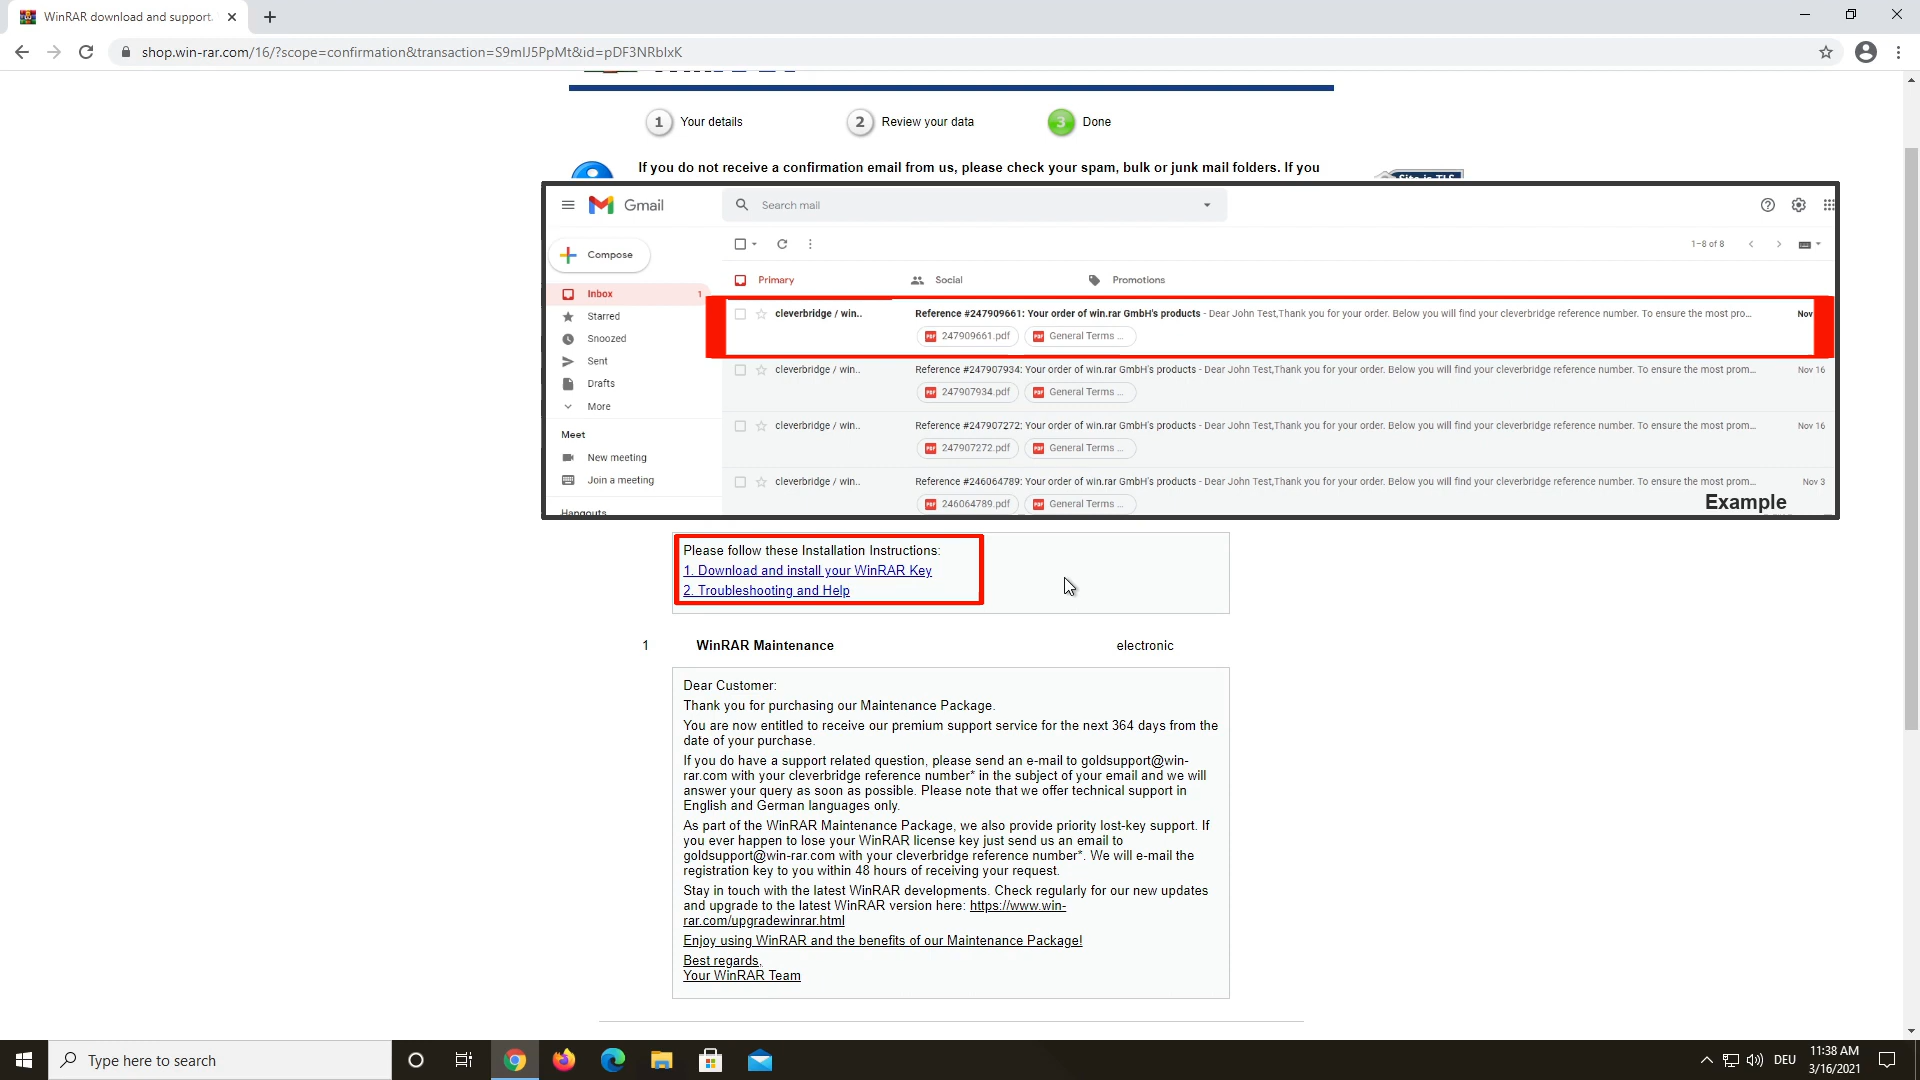 WinRAR download and support.
shop.win-rar.com/16/?scope=confirmation&transaction=S9mIJ5PpMt&id=pDF3NRbIxK
1 Your details
2 Review your data
3 Done
If you do not receive a confirmation email from us, please check your spam, bulk or junk mail folders. If you
Gmail
Search mail
Compose
1–8 of 8
Primary
Social
Promotions
Inbox 1
Starred
Snoozed
Sent
Drafts
More
Meet
New meeting
Join a meeting
Hangouts
cleverbridge / win.. Reference #247909661: Your order of win.rar GmbH's products - Dear John Test,Thank you for your order. Below you will find your cleverbridge reference number. To ensure the most pro... Nov
PDF 247909661.pdf PDF General Terms ...
cleverbridge / win.. Reference #247907934: Your order of win.rar GmbH's products - Dear John Test,Thank you for your order. Below you will find your cleverbridge reference number. To ensure the most prom... Nov 16
PDF 247907934.pdf PDF General Terms ...
cleverbridge / win.. Reference #247907272: Your order of win.rar GmbH's products - Dear John Test,Thank you for your order. Below you will find your cleverbridge reference number. To ensure the most prom... Nov 16
PDF 247907272.pdf PDF General Terms ...
cleverbridge / win.. Reference #246064789: Your order of win.rar GmbH's products - Dear John Test,Thank you for your order. Below you will find your cleverbridge reference number. To ensure the most prom... Nov 3
PDF 246064789.pdf PDF General Terms ...
Example
Please follow these Installation Instructions:
1. Download and install your WinRAR Key
2. Troubleshooting and Help
1 WinRAR Maintenance electronic
Dear Customer:
Thank you for purchasing our Maintenance Package.
You are now entitled to receive our premium support service for the next 364 days from the
date of your purchase.
If you do have a support related question, please send an e-mail to goldsupport@win-
rar.com with your cleverbridge reference number* in the subject of your email and we will
answer your query as soon as possible. Please note that we offer technical support in
English and German languages only.
As part of the WinRAR Maintenance Package, we also provide priority lost-key support. If
you ever happen to lose your WinRAR license key just send us an email to
goldsupport@win-rar.com with your cleverbridge reference number*. We will e-mail the
registration key to you within 48 hours of receiving your request.
Stay in touch with the latest WinRAR developments. Check regularly for our new updates
and upgrade to the latest WinRAR version here: https://www.win-
rar.com/upgradewinrar.html
Enjoy using WinRAR and the benefits of our Maintenance Package!
Best regards,
Your WinRAR Team
Type here to search
DEU
11:38 AM
3/16/2021